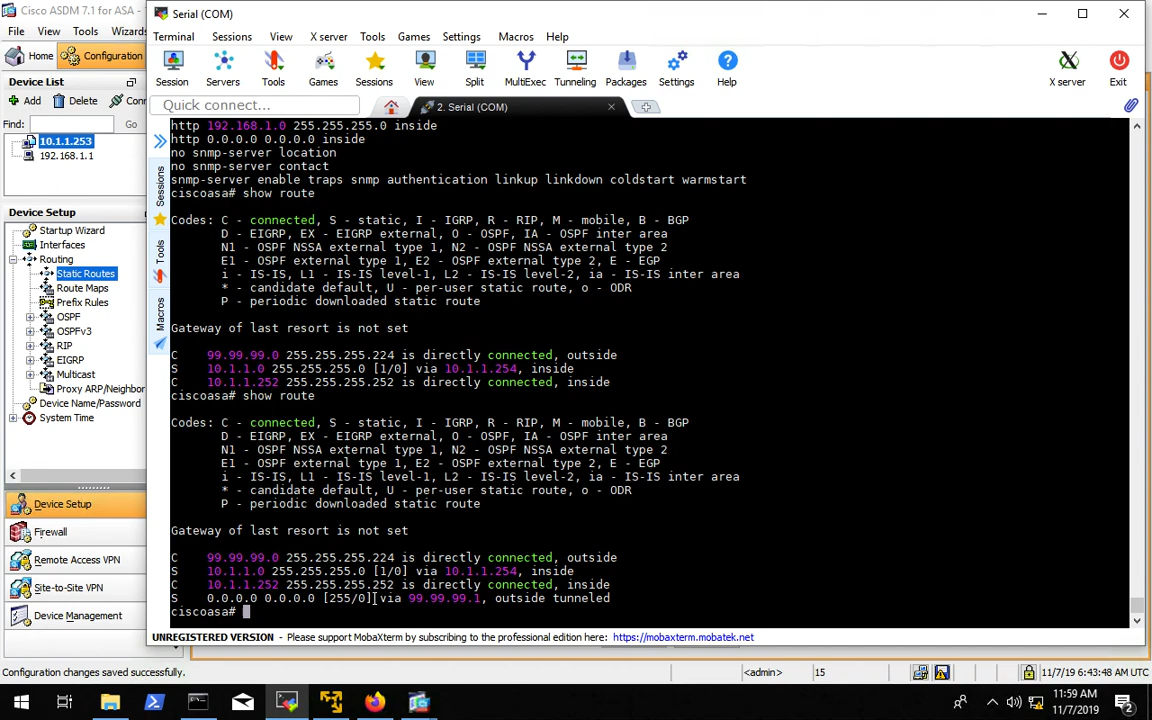 Cisco ASDM 7.1 for ASA -
File View Tools Wizards
Home Configuration
Device List
Add Delete Conn
Find: Go
10.1.1.253
192.168.1.1
Device Setup
Startup Wizard
Interfaces
Routing
Static Routes
Route Maps
Prefix Rules
OSPF
OSPFv3
RIP
EIGRP
Multicast
Proxy ARP/Neighbor
Device Name/Password
System Time
Device Setup
Firewall
Remote Access VPN
Site-to-Site VPN
Device Management
Configuration changes saved successfully.
<admin> 15
11/7/19 6:43:48 AM UTC
Serial (COM)
Terminal Sessions View X server Tools Games Settings Macros Help
Session Servers Tools Games Sessions View Split MultiExec Tunneling Packages Settings Help X server Exit
Quick connect...
2. Serial (COM)
Sessions
Tools
Macros
http 192.168.1.0 255.255.255.0 inside
http 0.0.0.0 0.0.0.0 inside
no snmp-server location
no snmp-server contact
snmp-server enable traps snmp authentication linkup linkdown coldstart warmstart
ciscoasa# show route
Codes: C - connected, S - static, I - IGRP, R - RIP, M - mobile, B - BGP
D - EIGRP, EX - EIGRP external, O - OSPF, IA - OSPF inter area
N1 - OSPF NSSA external type 1, N2 - OSPF NSSA external type 2
E1 - OSPF external type 1, E2 - OSPF external type 2, E - EGP
i - IS-IS, L1 - IS-IS level-1, L2 - IS-IS level-2, ia - IS-IS inter area
* - candidate default, U - per-user static route, o - ODR
P - periodic downloaded static route
Gateway of last resort is not set
C 99.99.99.0 255.255.255.224 is directly connected, outside
S 10.1.1.0 255.255.255.0 [1/0] via 10.1.1.254, inside
C 10.1.1.252 255.255.255.252 is directly connected, inside
ciscoasa# show route
Codes: C - connected, S - static, I - IGRP, R - RIP, M - mobile, B - BGP
D - EIGRP, EX - EIGRP external, O - OSPF, IA - OSPF inter area
N1 - OSPF NSSA external type 1, N2 - OSPF NSSA external type 2
E1 - OSPF external type 1, E2 - OSPF external type 2, E - EGP
i - IS-IS, L1 - IS-IS level-1, L2 - IS-IS level-2, ia - IS-IS inter area
* - candidate default, U - per-user static route, o - ODR
P - periodic downloaded static route
Gateway of last resort is not set
C 99.99.99.0 255.255.255.224 is directly connected, outside
S 10.1.1.0 255.255.255.0 [1/0] via 10.1.1.254, inside
C 10.1.1.252 255.255.255.252 is directly connected, inside
S 0.0.0.0 0.0.0.0 [255/0] via 99.99.99.1, outside tunneled
ciscoasa#
UNREGISTERED VERSION - Please support MobaXterm by subscribing to the professional edition here: https://mobaxterm.mobatek.net
11:59 AM
11/7/2019
2